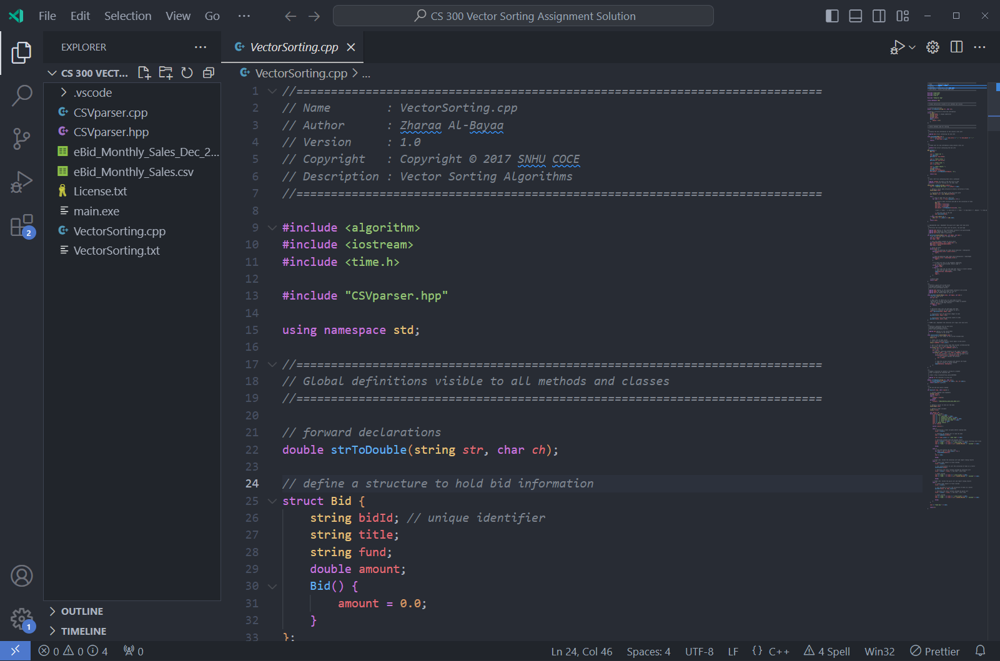 File Edit Selection View Go ···
CS 300 Vector Sorting Assignment Solution
EXPLORER ···
VectorSorting.cpp
CS 300 VECT...
VectorSorting.cpp > ...
.vscode
CSVparser.cpp
CSVparser.hpp
eBid_Monthly_Sales_Dec_2...
eBid_Monthly_Sales.csv
License.txt
main.exe
VectorSorting.cpp
VectorSorting.txt
2
OUTLINE
TIMELINE
1
1 //============================================================================
2 // Name        : VectorSorting.cpp
3 // Author      : Zharaa Al-Bayaa
4 // Version     : 1.0
5 // Copyright   : Copyright © 2017 SNHU COCE
6 // Description : Vector Sorting Algorithms
7 //============================================================================
8
9 #include <algorithm>
10 #include <iostream>
11 #include <time.h>
12
13 #include "CSVparser.hpp"
14
15 using namespace std;
16
17 //============================================================================
18 // Global definitions visible to all methods and classes
19 //============================================================================
20
21 // forward declarations
22 double strToDouble(string str, char ch);
23
24 // define a structure to hold bid information
25 struct Bid {
26     string bidId; // unique identifier
27     string title;
28     string fund;
29     double amount;
30     Bid() {
31         amount = 0.0;
32     }
33 };
0 0 4 0
Ln 24, Col 46 Spaces: 4 UTF-8 LF {} C++ 4 Spell Win32 Prettier